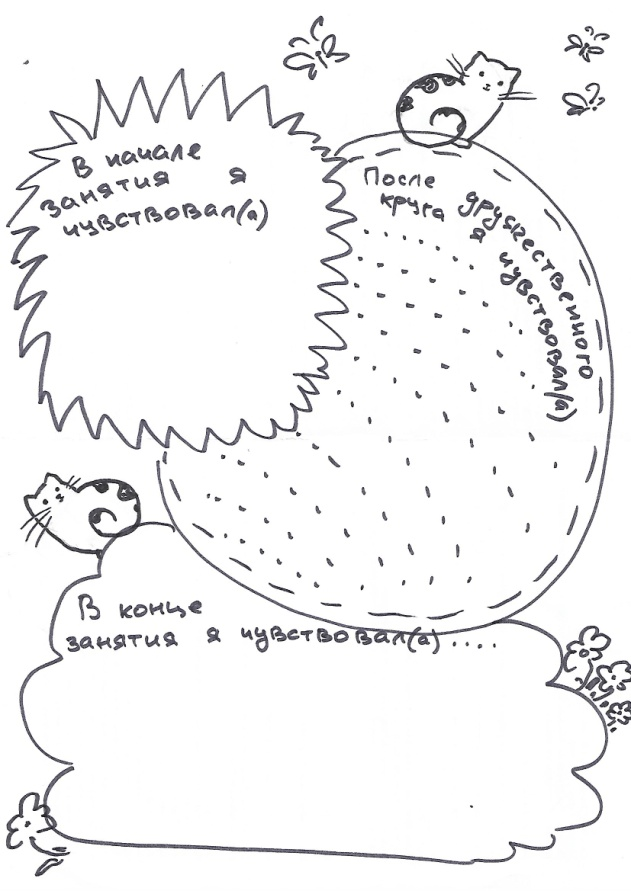 В начале
занятия я
чувствовал(а)
После
круга
дружественного
я чувствовал(а)
В конце
занятия я чувствовал(а) ....